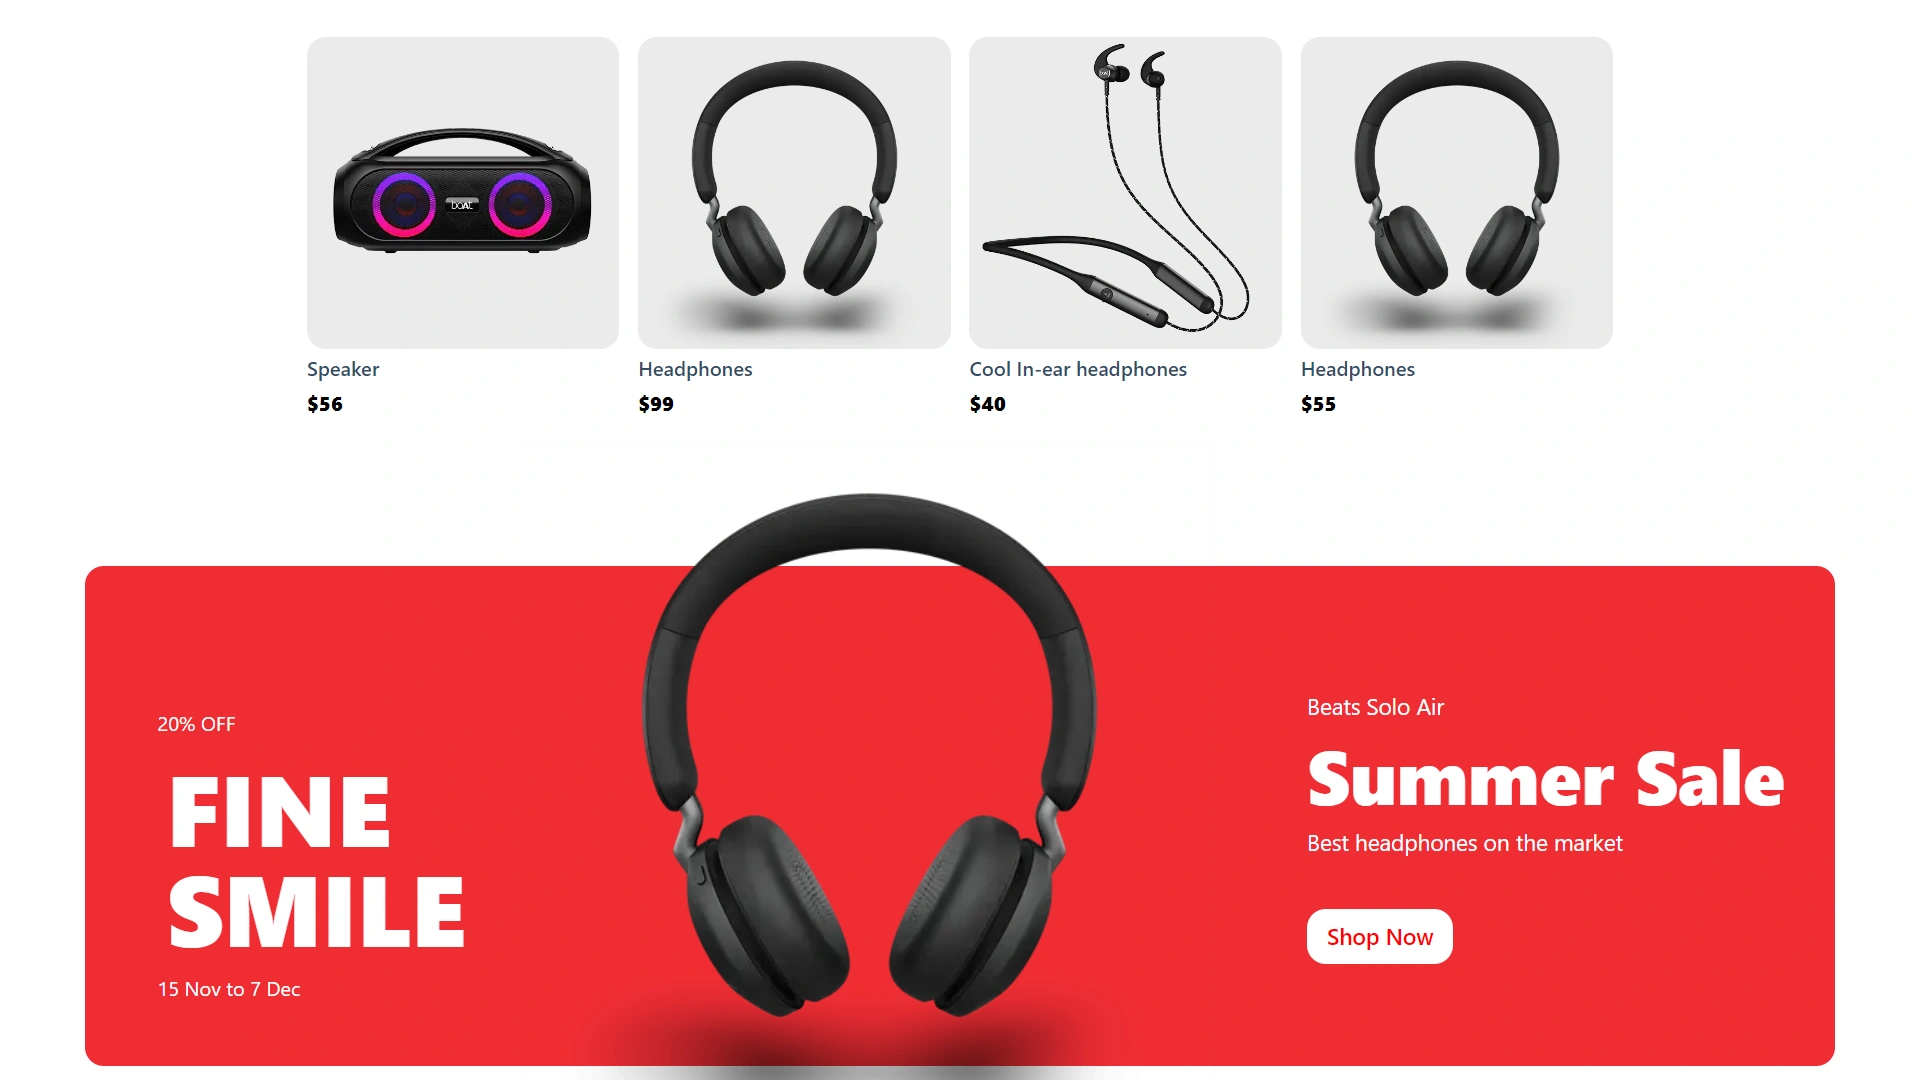 boAt
Speaker
$56
Headphones
$99
Cool In-ear headphones
$40
Headphones
$55
20% OFF
FINE
SMILE
15 Nov to 7 Dec
Beats Solo Air
Summer Sale
Best headphones on the market
Shop Now